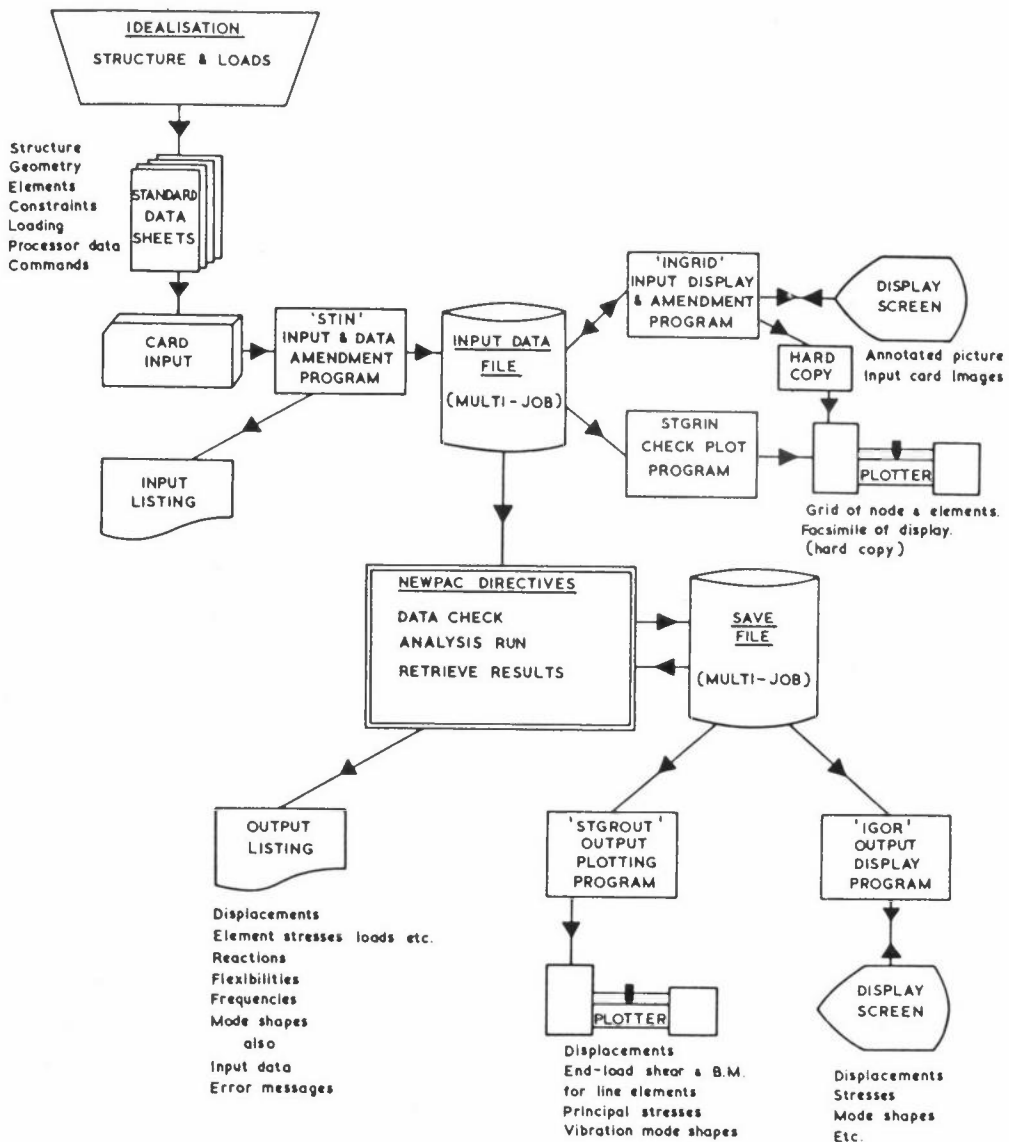 IDEALISATION
STRUCTURE & LOADS
Structure
Geometry
Elements
Constraints
Loading
Processor data
Commands
STANDARD
DATA
SHEETS
CARD
INPUT
'STIN'
INPUT & DATA
AMENDMENT
PROGRAM
INPUT
LISTING
INPUT DATA
FILE
(MULTI-JOB)
'INGRID'
INPUT DISPLAY
& AMENDMENT
PROGRAM
DISPLAY
SCREEN
Annotated picture
Input card Images
HARD
COPY
STGRIN
CHECK PLOT
PROGRAM
PLOTTER
Grid of node & elements.
Facsimile of display.
(hard copy)
NEWPAC DIRECTIVES
DATA CHECK
ANALYSIS RUN
RETRIEVE RESULTS
SAVE
FILE
(MULTI-JOB)
OUTPUT
LISTING
Displacements
Element stresses loads etc.
Reactions
Flexibilities
Frequencies
Mode shapes
also
Input data
Error messages
'STGROUT'
OUTPUT
PLOTTING
PROGRAM
PLOTTER
Displacements
End-load shear & B.M.
for line elements
Principal stresses
Vibration mode shapes
'IGOR'
OUTPUT
DISPLAY
PROGRAM
DISPLAY
SCREEN
Displacements
Stresses
Mode shapes
Etc.